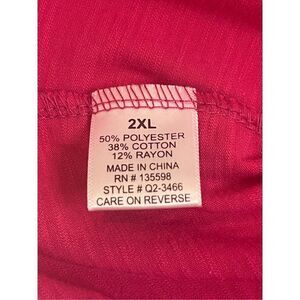 2XL
50% POLYESTER
38% COTTON
12% RAYON
MADE IN CHINA
RN # 135598
STYLE # Q2-3466
CARE ON REVERSE